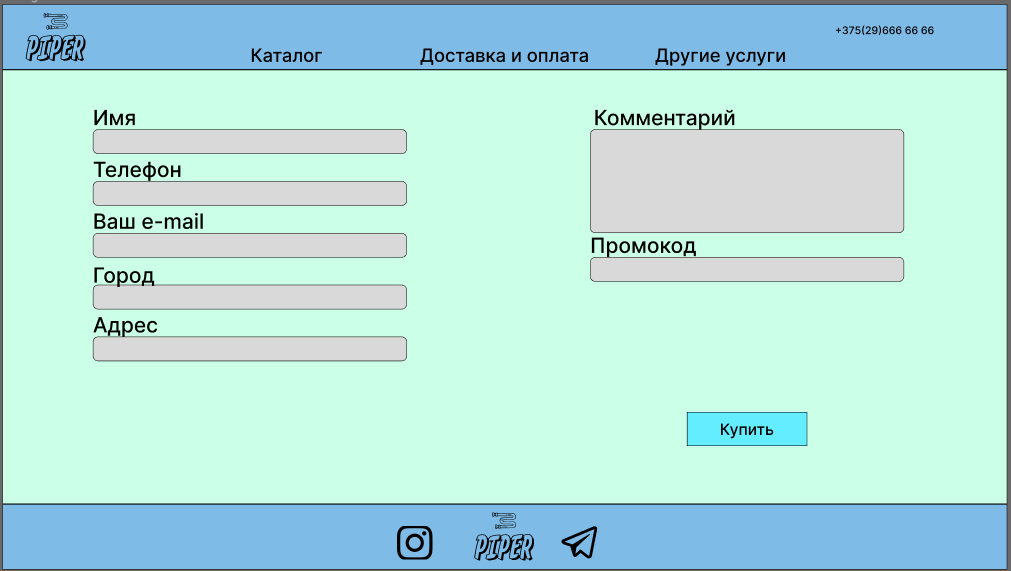 PIPER
+375(29)666 66 66
Каталог
Доставка и оплата
Другие услуги
Имя
Телефон
Ваш e-mail
Город
Адрес
Комментарий
Промокод
Купить
PIPER